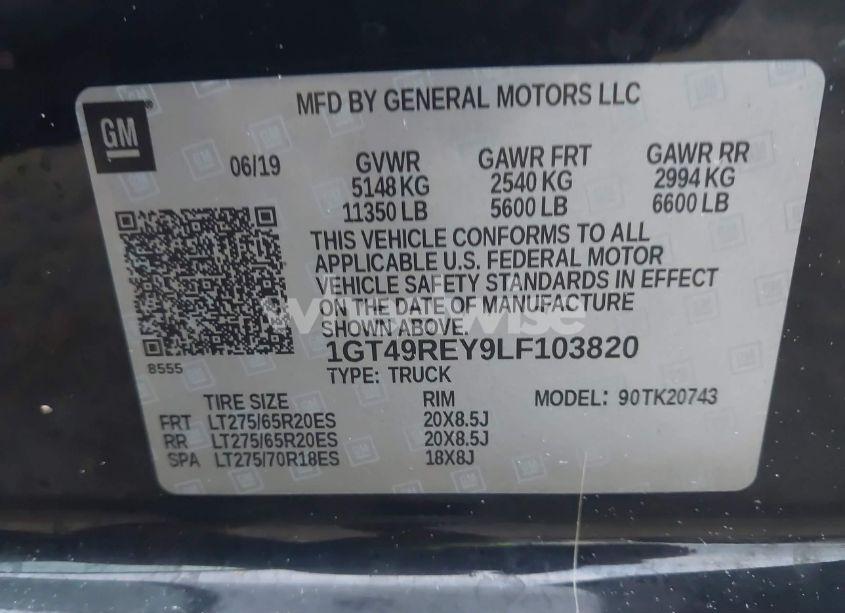 MFD BY GENERAL MOTORS LLC
GM
®
06/19
GVWR GAWR FRT GAWR RR
5148 KG 2540 KG 2994 KG
11350 LB 5600 LB 6600 LB
THIS VEHICLE CONFORMS TO ALL
APPLICABLE U.S. FEDERAL MOTOR
VEHICLE SAFETY STANDARDS IN EFFECT
ON THE DATE OF MANUFACTURE
SHOWN ABOVE.
8555
1GT49REY9LF103820
TYPE: TRUCK
TIRE SIZE RIM MODEL: 90TK20743
FRT LT275/65R20ES 20X8.5J
RR LT275/65R20ES 20X8.5J
SPA LT275/70R18ES 18X8J